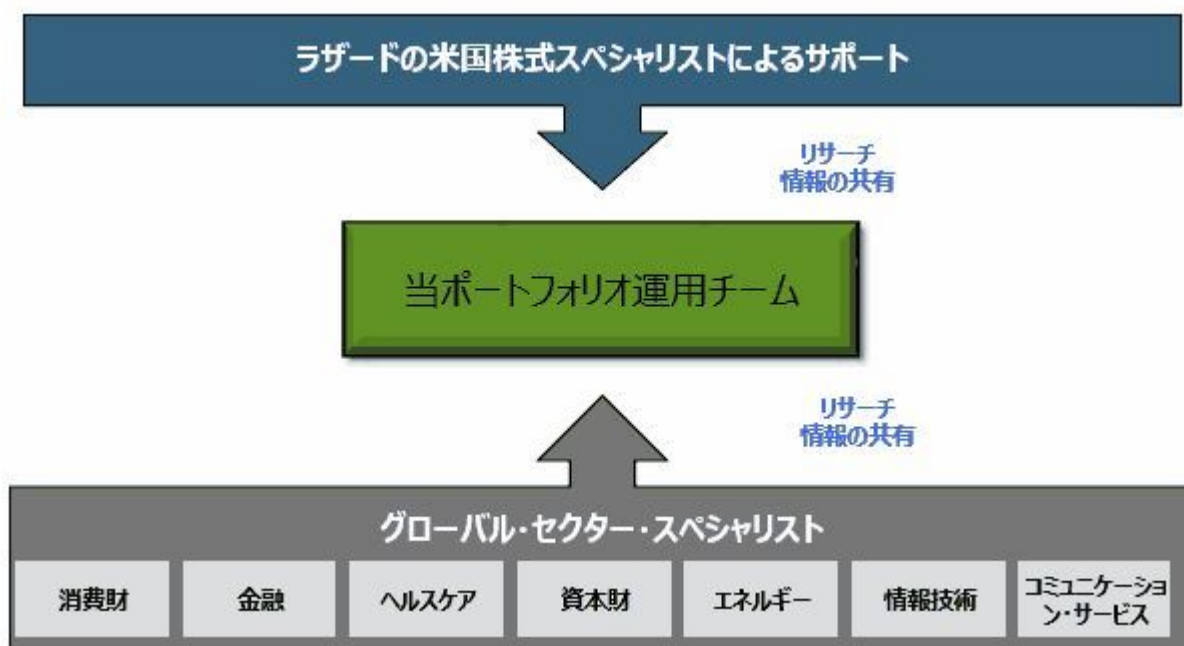 ラザードの米国株式スペシャリストによるサポート
リサーチ
情報の共有
当ポートフォリオ運用チーム
リサーチ
情報の共有
グローバル・セクター・スペシャリスト
消費財
金融
ヘルスケア
資本財
エネルギー
情報技術
コミュニケーショ
ン・サービス